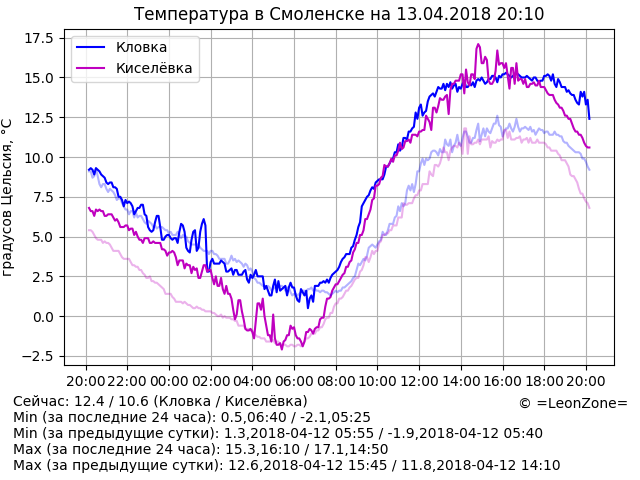 Температура в Смоленске на 13.04.2018 20:10
17.5
15.0
12.5
10.0
7.5
5.0
2.5
0.0
−2.5
градусов Цельсия, °C
Кловка
Киселёвка
20:00 22:00 00:00 02:00 04:00 06:00 08:00 10:00 12:00 14:00 16:00 18:00 20:00
Сейчас: 12.4 / 10.6 (Кловка / Киселёвка)
© =LeonZone=
Min (за последние 24 часа): 0.5,06:40 / -2.1,05:25
Min (за предыдущие сутки): 1.3,2018-04-12 05:55 / -1.9,2018-04-12 05:40
Max (за последние 24 часа): 15.3,16:10 / 17.1,14:50
Max (за предыдущие сутки): 12.6,2018-04-12 15:45 / 11.8,2018-04-12 14:10